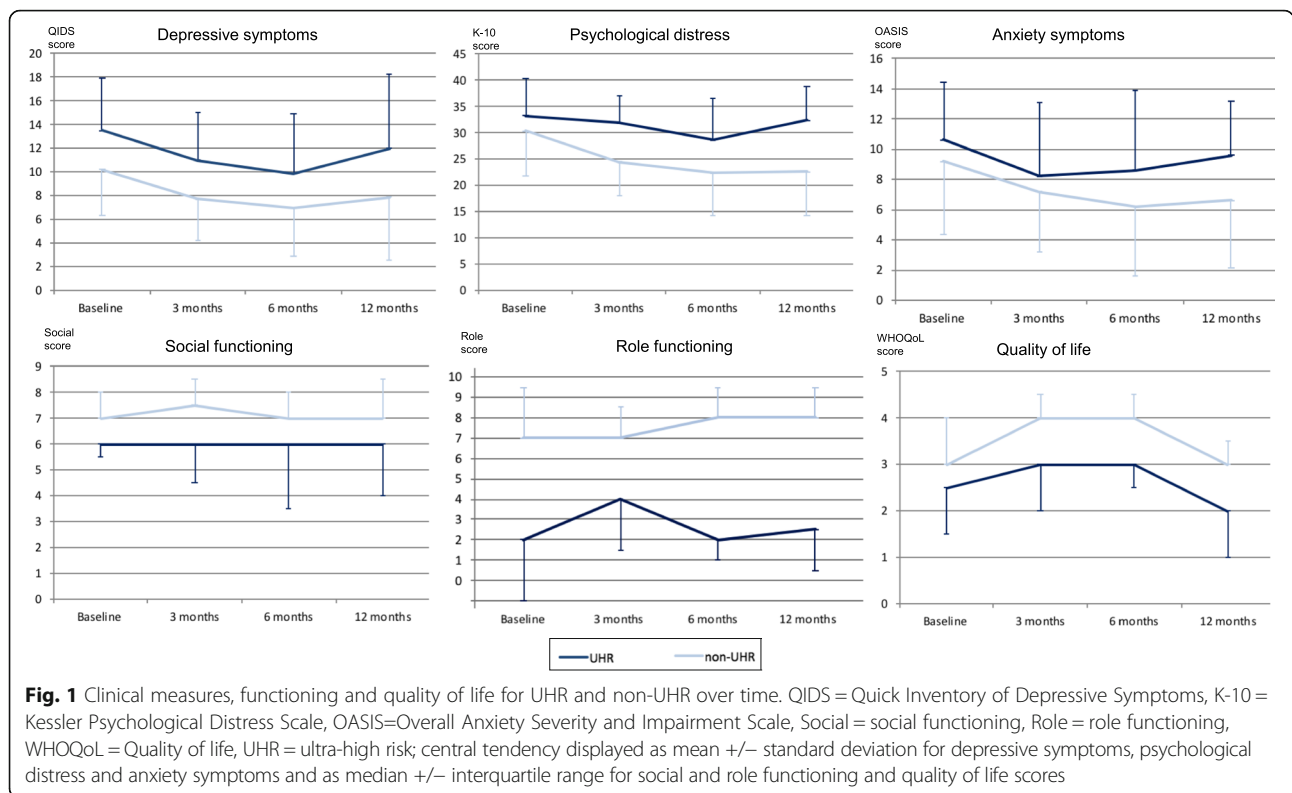 QIDS
score
Depressive symptoms
20
18
16
14
12
10
8
6
4
2
0
Baseline 3 months 6 months 12 months
K-10
score
Psychological distress
45
40
35
30
25
20
15
10
5
0
Baseline 3 months 6 months 12 months
OASIS
score
Anxiety symptoms
16
14
12
10
8
6
4
2
0
Baseline 3 months 6 months 12 months
Social
score
Social functioning
9
8
7
6
5
4
3
2
1
0
Baseline 3 months 6 months 12 months
Role
score
Role functioning
10
9
8
7
6
5
4
3
2
1
0
Baseline 3 months 6 months 12 months
WHOQoL
score
Quality of life
5
4
3
2
1
0
Baseline 3 months 6 months 12 months
UHR non-UHR
Fig. 1 Clinical measures, functioning and quality of life for UHR and non-UHR over time. QIDS = Quick Inventory of Depressive Symptoms, K-10 =
Kessler Psychological Distress Scale, OASIS=Overall Anxiety Severity and Impairment Scale, Social = social functioning, Role = role functioning,
WHOQoL = Quality of life, UHR = ultra-high risk; central tendency displayed as mean +/− standard deviation for depressive symptoms, psychological
distress and anxiety symptoms and as median +/− interquartile range for social and role functioning and quality of life scores